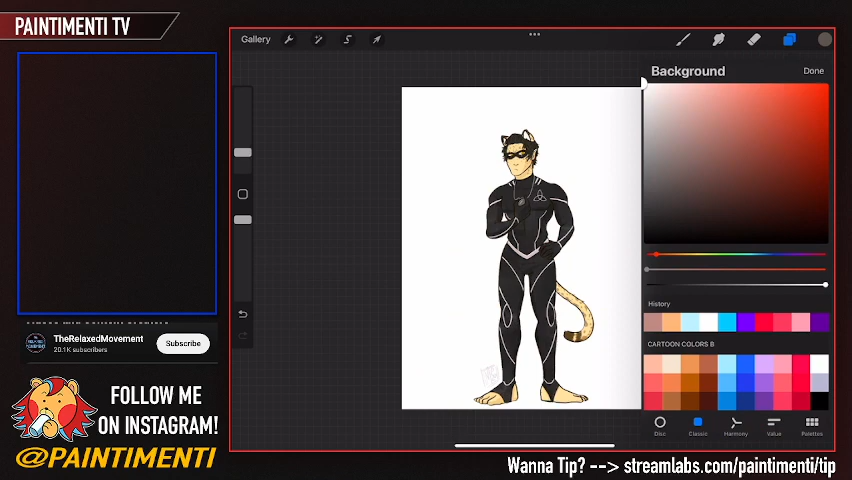 PAINTIMENTI TV
Gallery
Background
Done
TheRelaxedMovement
20.1K subscribers
Subscribe
History
CARTOON COLORS B
Disc
Classic
Harmony
Value
Palettes
FOLLOW ME
ON INSTAGRAM!
@PAINTIMENTI
Wanna Tip? --> streamlabs.com/paintimenti/tip